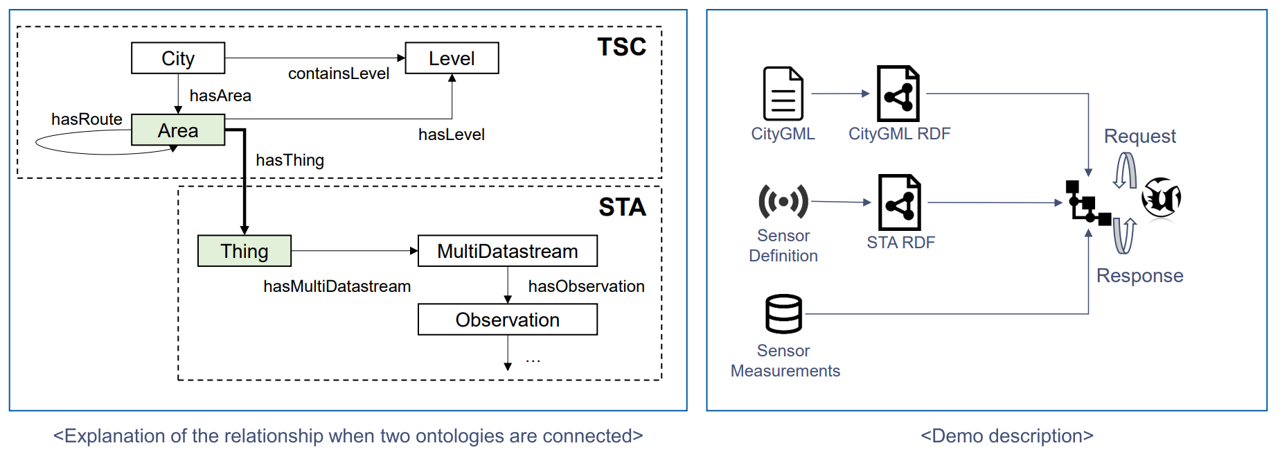 TSC
City
Level
containsLevel
hasArea
hasRoute
Area
hasLevel
hasThing
STA
Thing
MultiDatastream
hasMultiDatastream
hasObservation
Observation
...
<Explanation of the relationship when two ontologies are connected>
CityGML
CityGML RDF
Request
Sensor
Definition
STA RDF
Response
Sensor
Measurements
<Demo description>